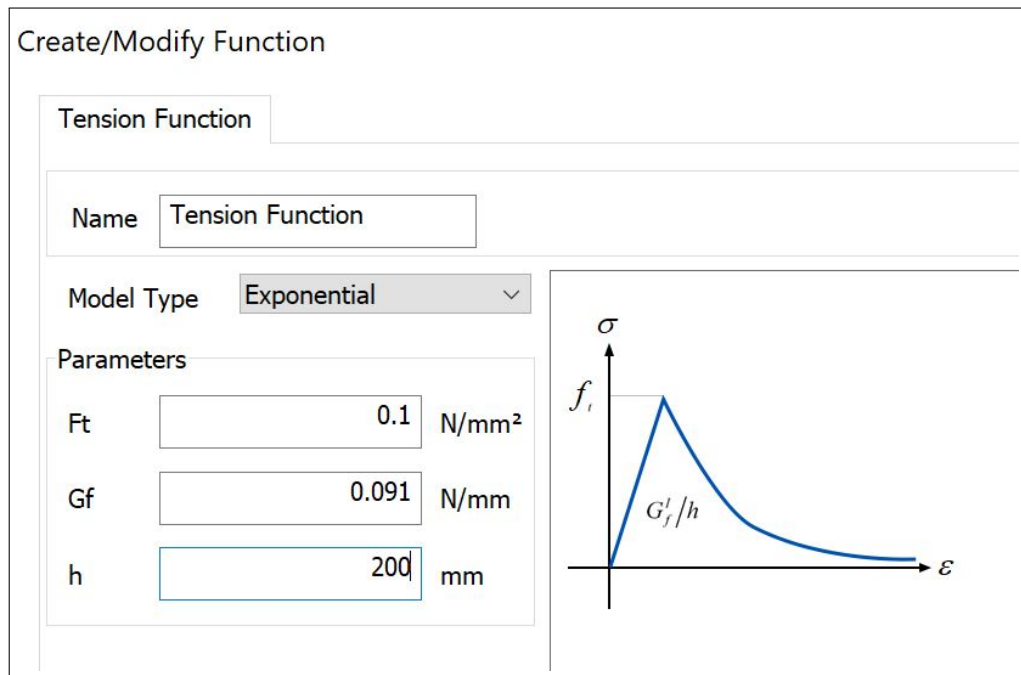 Create/Modify Function
Tension Function
Name Tension Function
Model Type Exponential
Parameters
Ft 0.1 N/mm²
Gf 0.091 N/mm
h 200 mm
σ
fₜ
G_f^I/h
ε